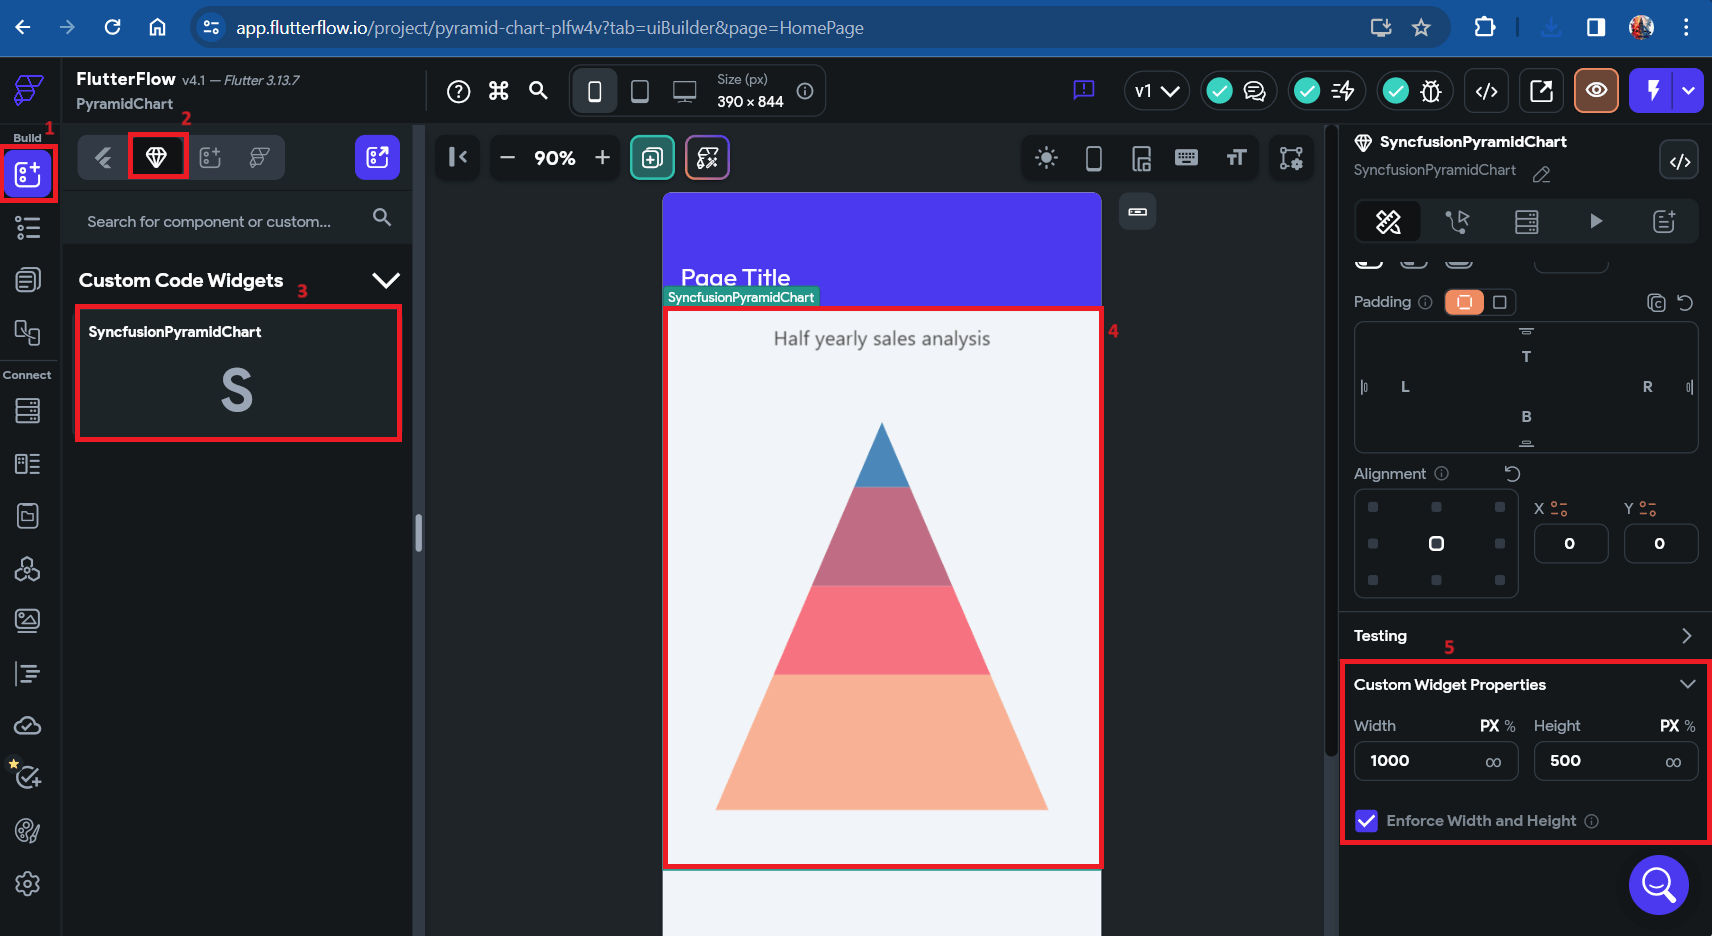 app.flutterflow.io/project/pyramid-chart-plfw4v?tab=uiBuilder&page=HomePage
FlutterFlow v4.1 — Flutter 3.13.7
PyramidChart
Size (px)
390 × 844
v1
Build 1
2
90%
Search for component or custom...
Custom Code Widgets
3
SyncfusionPyramidChart
S
Connect
Page Title
SyncfusionPyramidChart
Half yearly sales analysis
4
SyncfusionPyramidChart
SyncfusionPyramidChart
Padding
T
L R
B
Alignment
X Y
0 0
Testing
5
Custom Widget Properties
Width PX % Height PX %
1000 ∞ 500 ∞
Enforce Width and Height